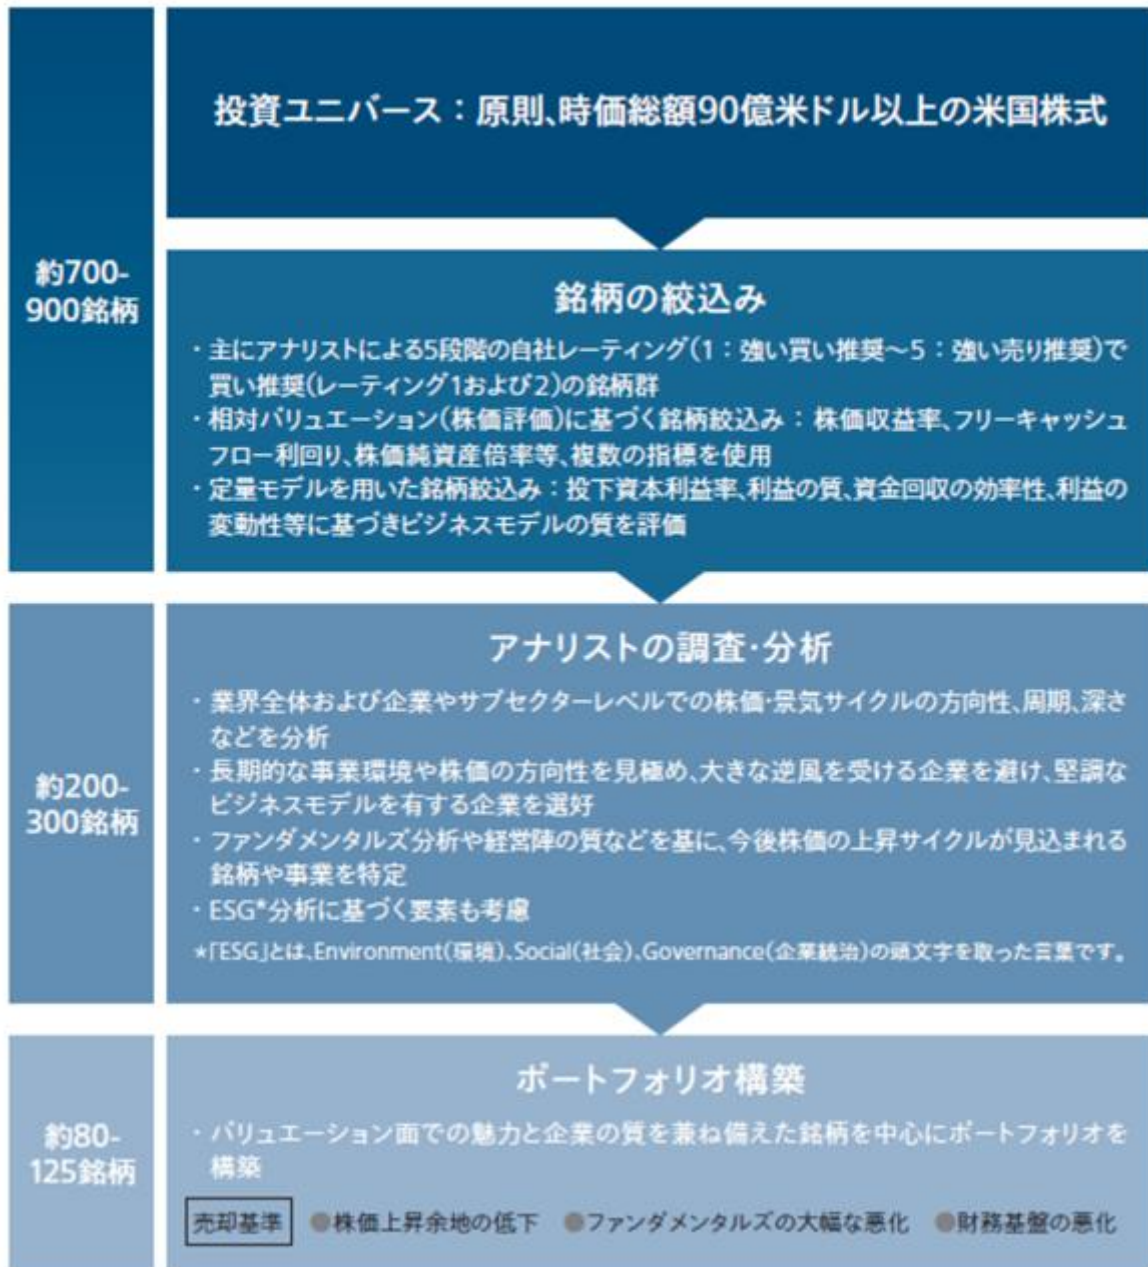 投資ユニバース：原則、時価総額90億米ドル以上の米国株式
約700-
900銘柄
銘柄の絞込み
・主にアナリストによる5段階の自社レーティング(1：強い買い推奨～5：強い売り推奨)で
買い推奨(レーティング1および2)の銘柄群
・相対バリュエーション(株価評価)に基づく銘柄絞込み：株価収益率、フリーキャッシュ
フロー利回り、株価純資産倍率等、複数の指標を使用
・定量モデルを用いた銘柄絞込み：投下資本利益率、利益の質、資金回収の効率性、利益の
変動性等に基づきビジネスモデルの質を評価
約200-
300銘柄
アナリストの調査・分析
・業界全体および企業やサブセクターレベルでの株価・景気サイクルの方向性、周期、深さ
などを分析
・長期的な事業環境や株価の方向性を見極め、大きな逆風を受ける企業を避け、堅調な
ビジネスモデルを有する企業を選好
・ファンダメンタルズ分析や経営陣の質などを基に、今後株価の上昇サイクルが見込まれる
銘柄や事業を特定
・ESG*分析に基づく要素も考慮
*「ESG」とは、Environment(環境)、Social(社会)、Governance(企業統治)の頭文字を取った言葉です。
約80-
125銘柄
ポートフォリオ構築
・バリュエーション面での魅力と企業の質を兼ね備えた銘柄を中心にポートフォリオを
構築
売却基準 ●株価上昇余地の低下 ●ファンダメンタルズの大幅な悪化 ●財務基盤の悪化